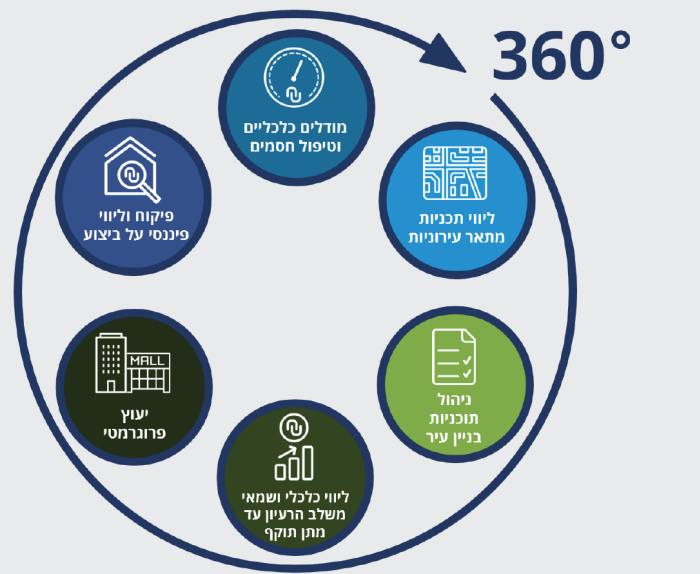 360°
מודלים כלכליים
וטיפול חסמים
ליווי תכניות
מתאר עירוניות
ניהול
תוכניות
בניין עיר
ליווי כלכלי ושמאי
משלב הרעיון עד
מתן תוקף
MALL
יעוץ
פרוגרמטי
פיקוח וליווי
פיננסי על ביצוע